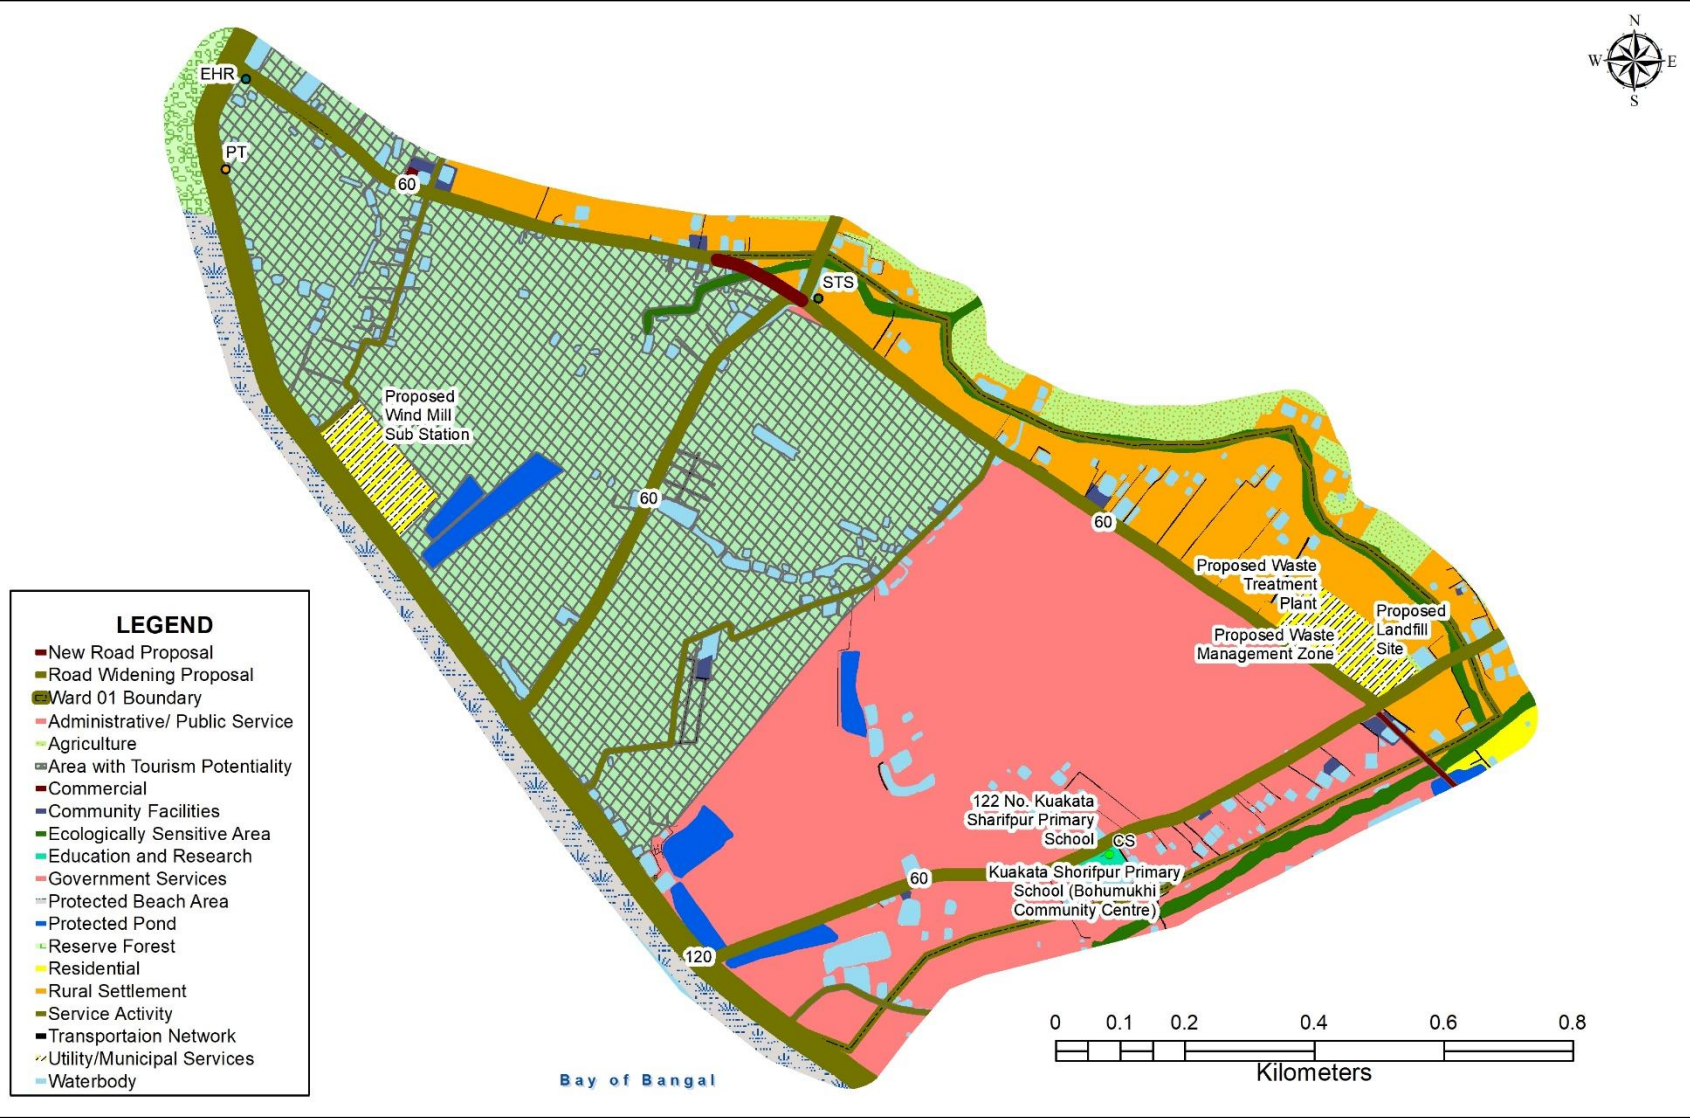 N
W E
S
EHR
PT
60
STS
Proposed
Wind Mill
Sub Station
60
60
Proposed Waste
Treatment
Plant
Proposed
Landfill
Site
Proposed Waste
Management Zone
122 No. Kuakata
Sharifpur Primary
School
CS
Kuakata Shorifpur Primary
School (Bohumukhi
Community Centre)
60
120
LEGEND
New Road Proposal
Road Widening Proposal
Ward 01 Boundary
Administrative/ Public Service
Agriculture
Area with Tourism Potentiality
Commercial
Community Facilities
Ecologically Sensitive Area
Education and Research
Government Services
Protected Beach Area
Protected Pond
Reserve Forest
Residential
Rural Settlement
Service Activity
Transportaion Network
Utility/Municipal Services
Waterbody
Bay of Bangal
0 0.1 0.2 0.4 0.6 0.8
Kilometers